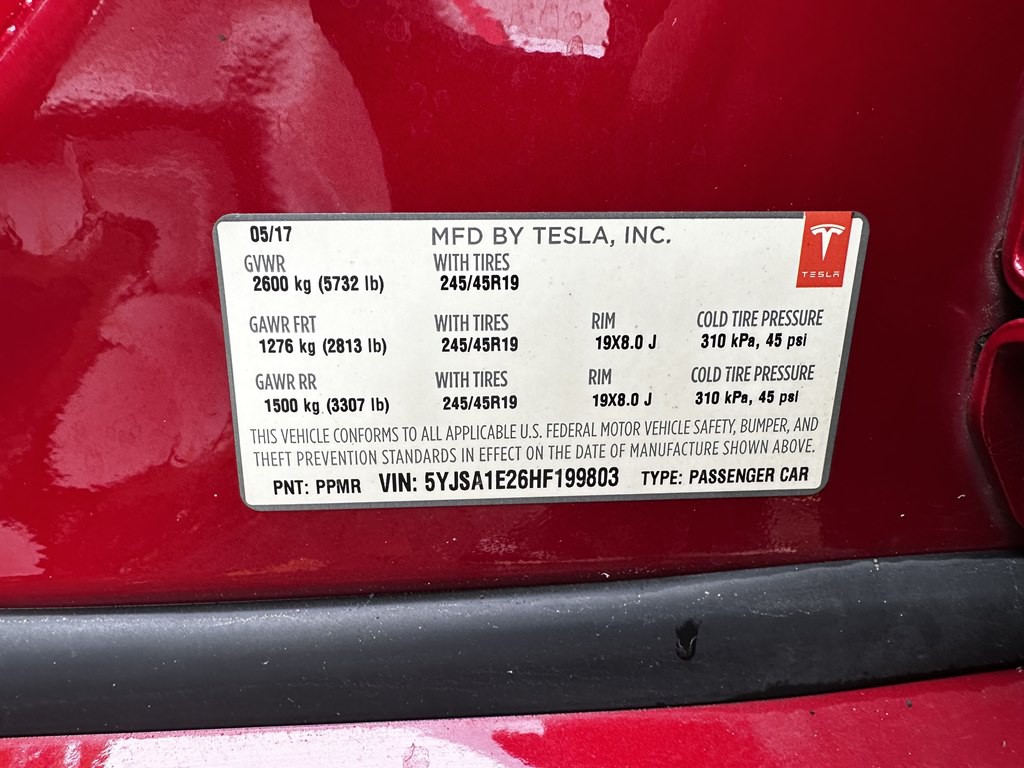 05/17 MFD BY TESLA, INC.
TESLA
GVWR WITH TIRES
2600 kg (5732 lb) 245/45R19
GAWR FRT WITH TIRES RIM COLD TIRE PRESSURE
1276 kg (2813 lb) 245/45R19 19X8.0 J 310 kPa, 45 psi
GAWR RR WITH TIRES RIM COLD TIRE PRESSURE
1500 kg (3307 lb) 245/45R19 19X8.0 J 310 kPa, 45 psi
THIS VEHICLE CONFORMS TO ALL APPLICABLE U.S. FEDERAL MOTOR VEHICLE SAFETY, BUMPER, AND
THEFT PREVENTION STANDARDS IN EFFECT ON THE DATE OF MANUFACTURE SHOWN ABOVE.
PNT: PPMR VIN: 5YJSA1E26HF199803 TYPE: PASSENGER CAR